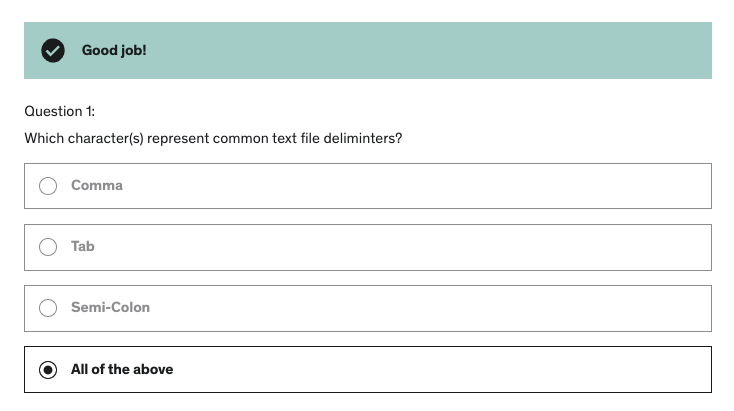 Good job!
Question 1:
Which character(s) represent common text file deliminters?
Comma
Tab
Semi-Colon
All of the above